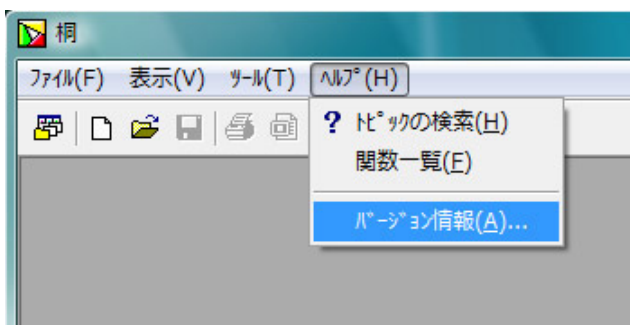 桐
ﾌｧｲﾙ(F) 表示(V) ﾂｰﾙ(T) ﾍﾙﾌﾟ(H)
? ﾄﾋﾟｯｸの検索(H)
関数一覧(F)
ﾊﾞｰｼﾞｮﾝ情報(A)...